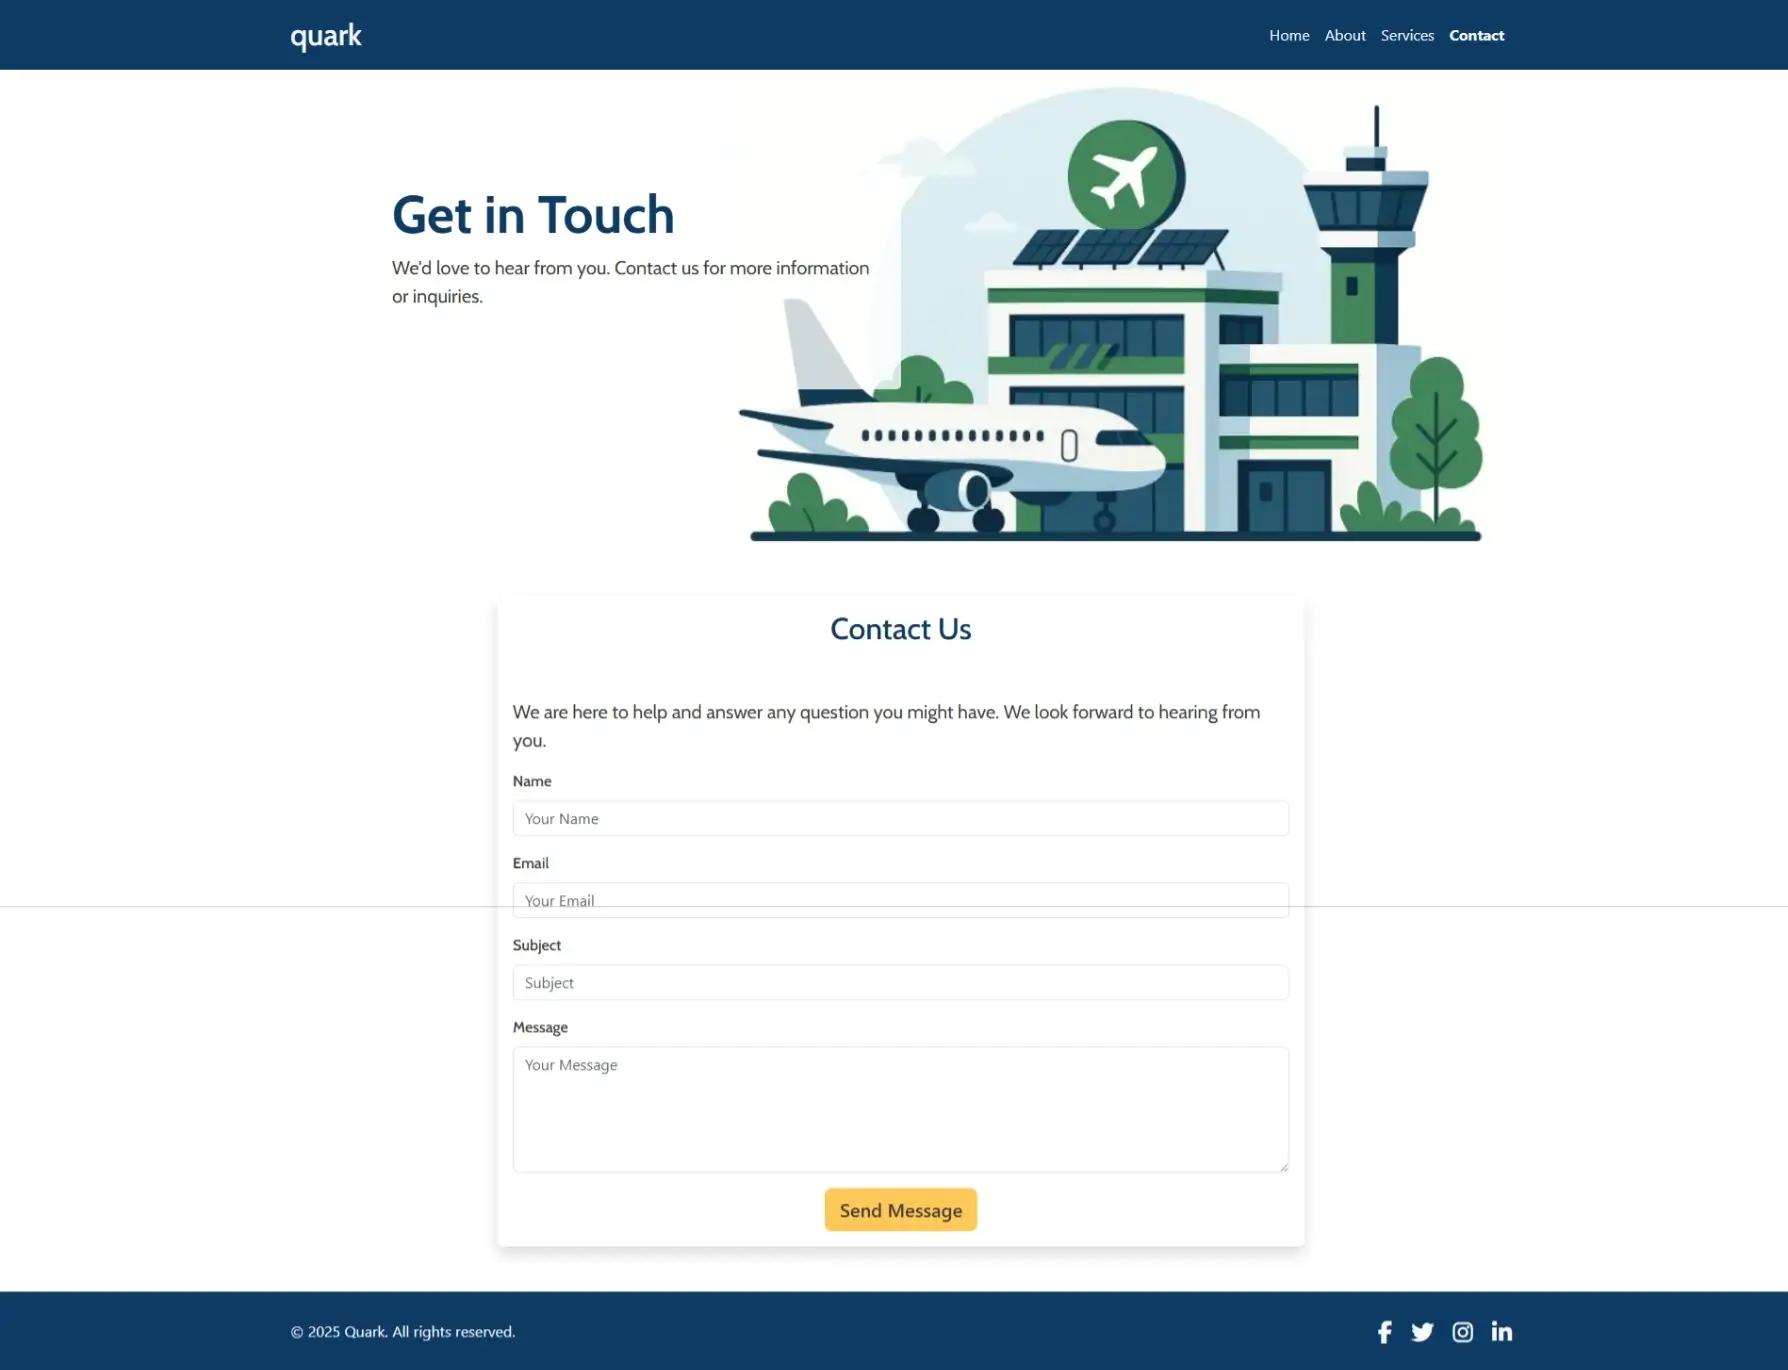 quark
Home About Services Contact
Get in Touch
We'd love to hear from you. Contact us for more information
or inquiries.
Contact Us
We are here to help and answer any question you might have. We look forward to hearing from
you.
Name
Your Name
Email
Your Email
Subject
Subject
Message
Your Message
Send Message
© 2025 Quark. All rights reserved.